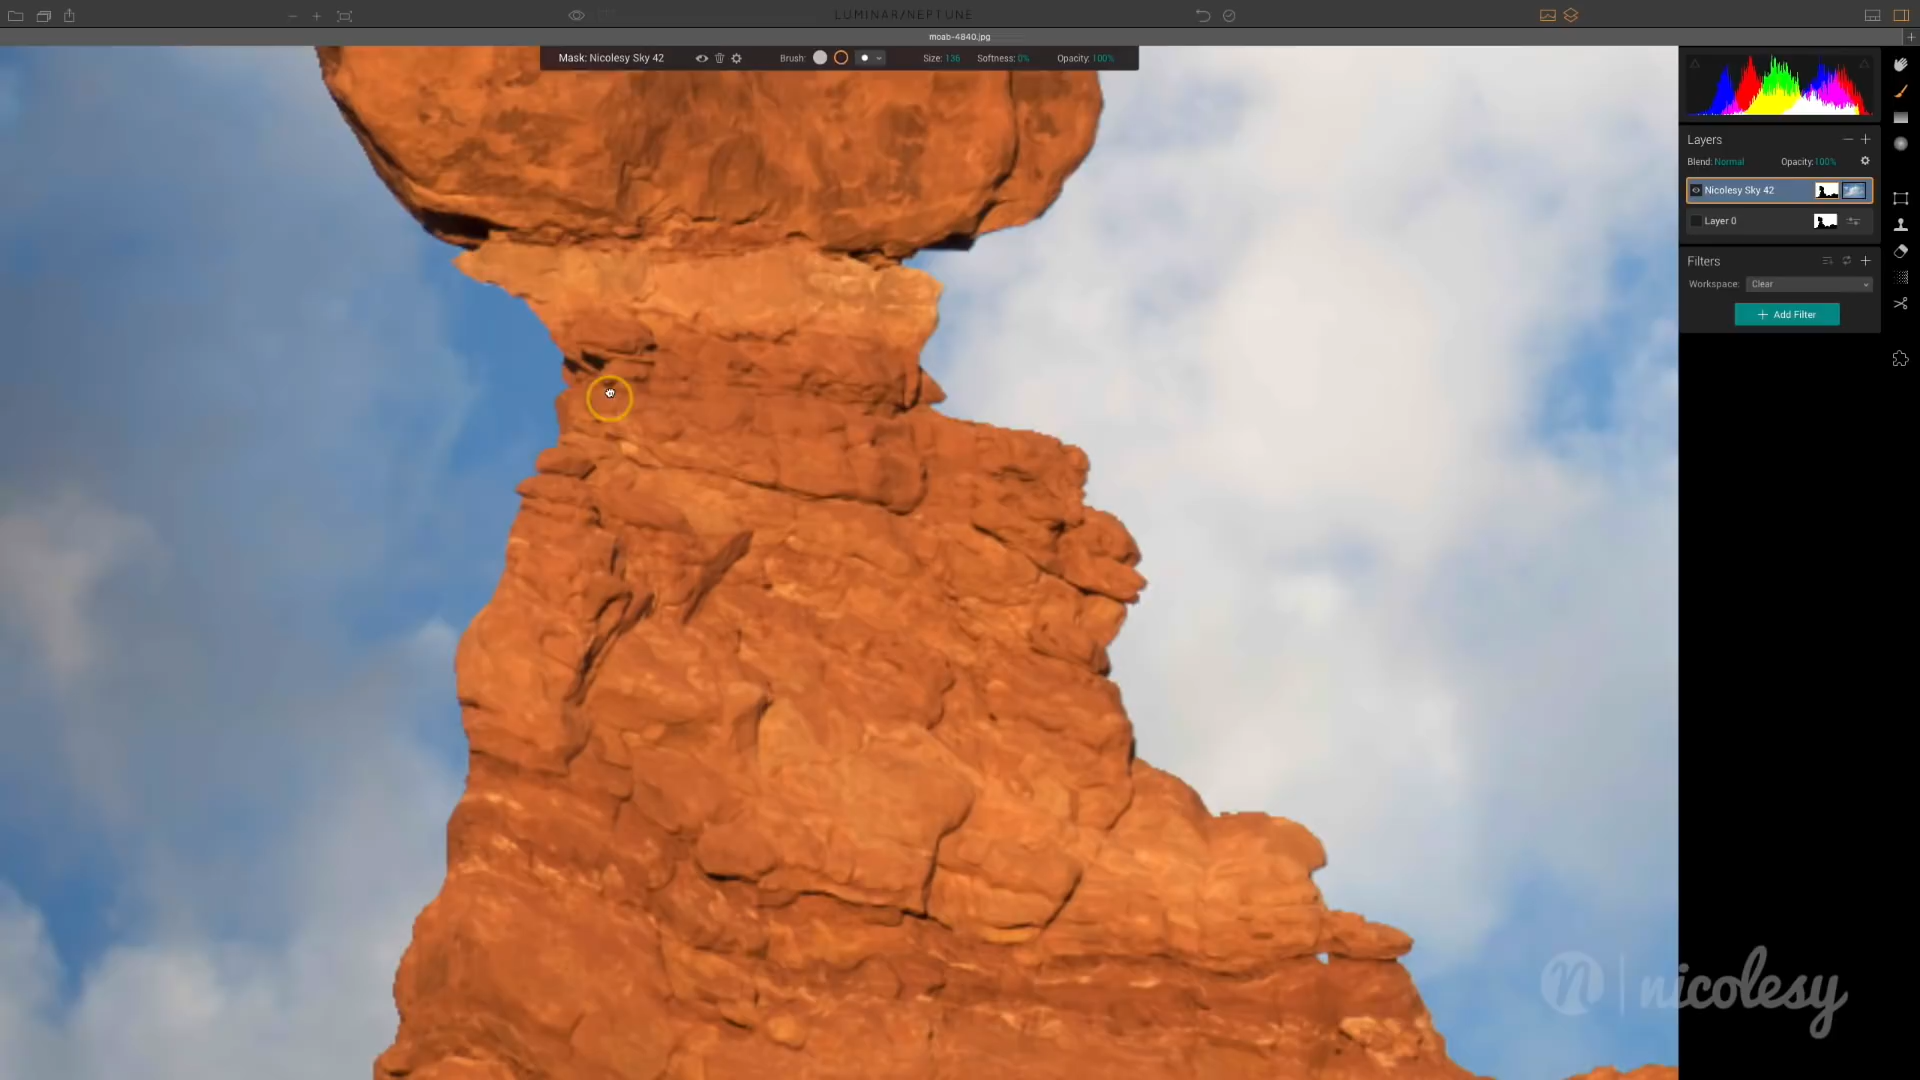 LUMINAR/NEPTUNE
moab-4840.jpg
Mask: Nicolesy Sky 42 Brush: Size: 136 Softness: 0% Opacity: 100%
Layers
Blend: Normal Opacity: 100%
Nicolesy Sky 42
Layer 0
Filters
Workspace: Clear
+ Add Filter
n | nicolesy